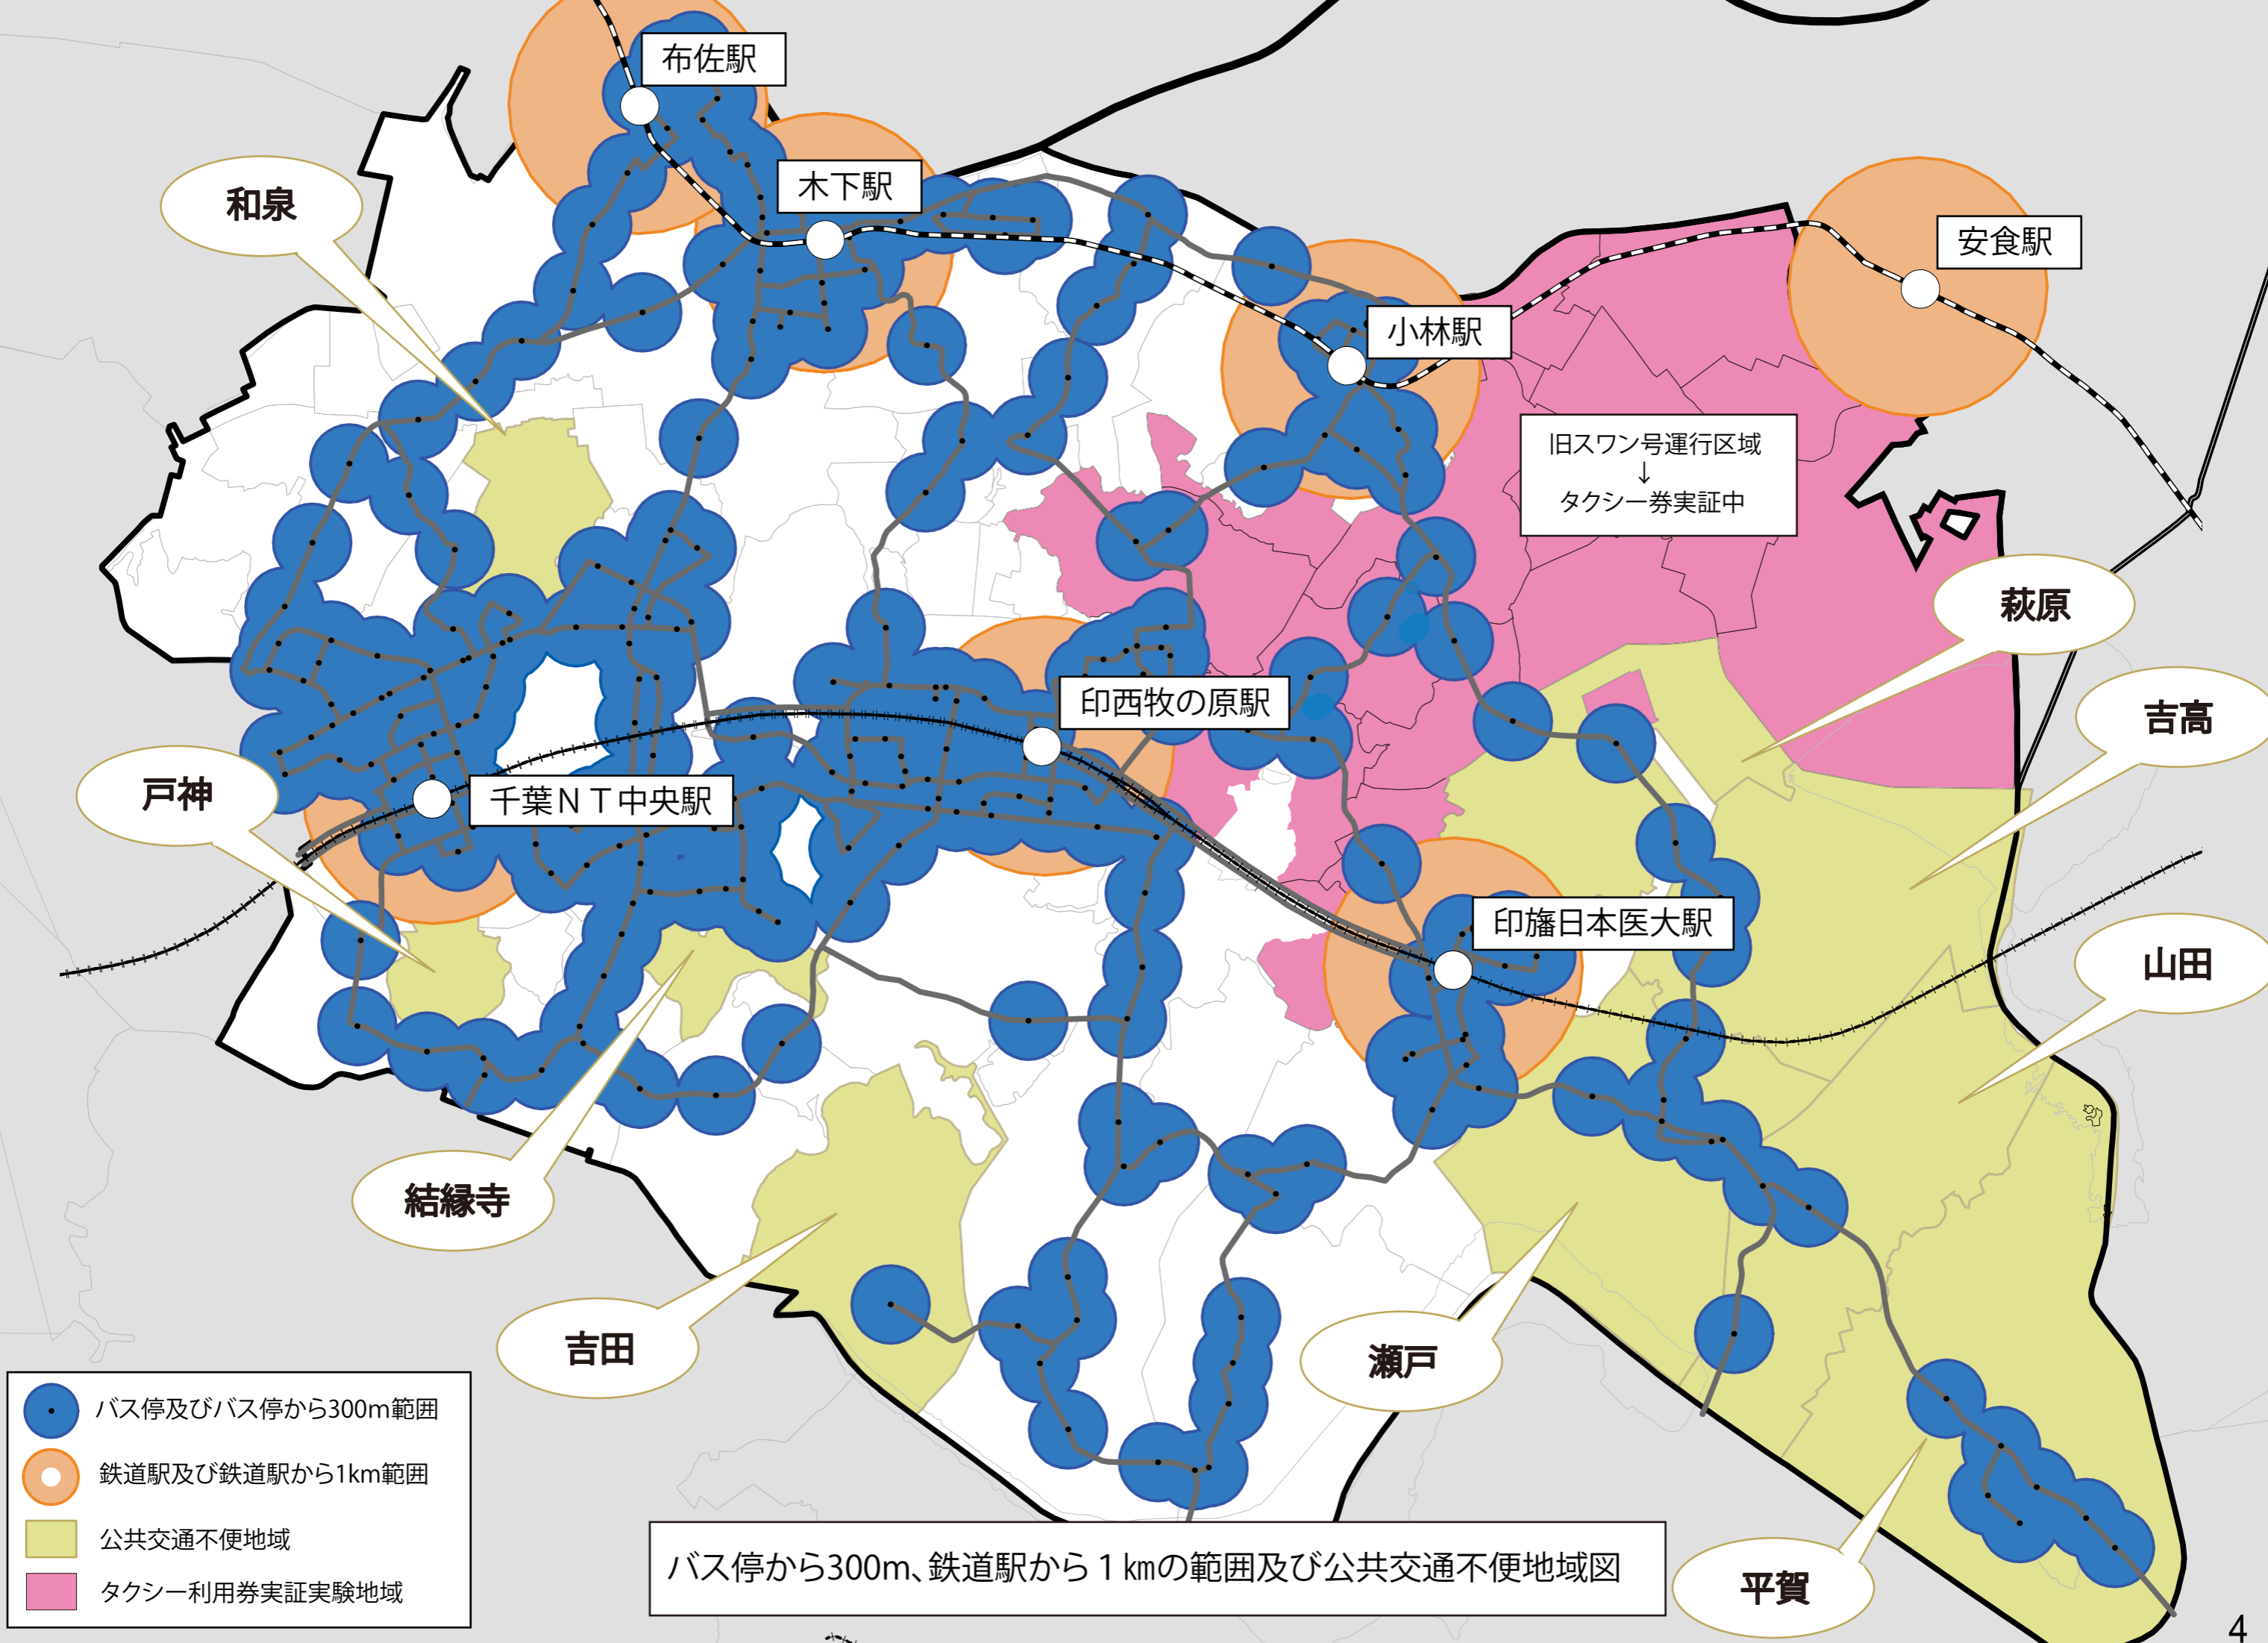 布佐駅
和泉
木下駅
安食駅
小林駅
旧スワン号運行区域
↓
タクシー券実証中
萩原
印西牧の原駅
吉高
戸神
千葉ＮＴ中央駅
印旛日本医大駅
山田
結縁寺
吉田
瀬戸
バス停及びバス停から300m範囲
鉄道駅及び鉄道駅から1km範囲
公共交通不便地域
タクシー利用券実証実験地域
バス停から300m、鉄道駅から１㎞の範囲及び公共交通不便地域図
平賀
4